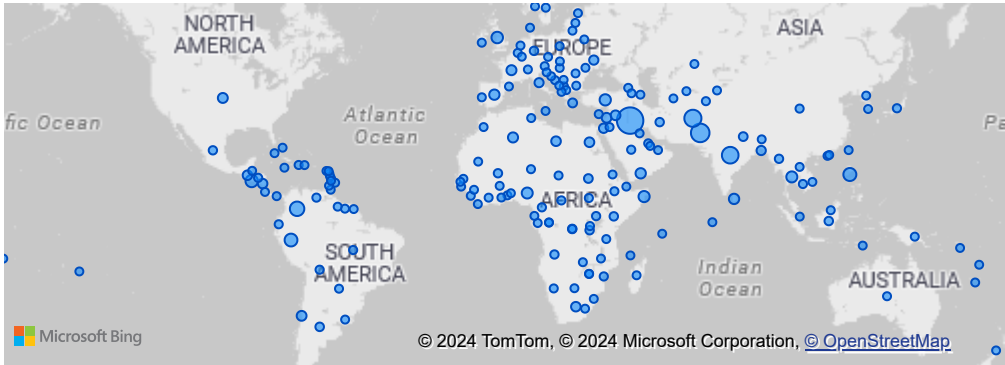 NORTH
AMERICA
EUROPE
ASIA
Atlantic
Ocean
fic Ocean
Pa
AFRICA
SOUTH
AMERICA
Indian
Ocean
AUSTRALIA
Microsoft Bing
© 2024 TomTom, © 2024 Microsoft Corporation, © OpenStreetMap